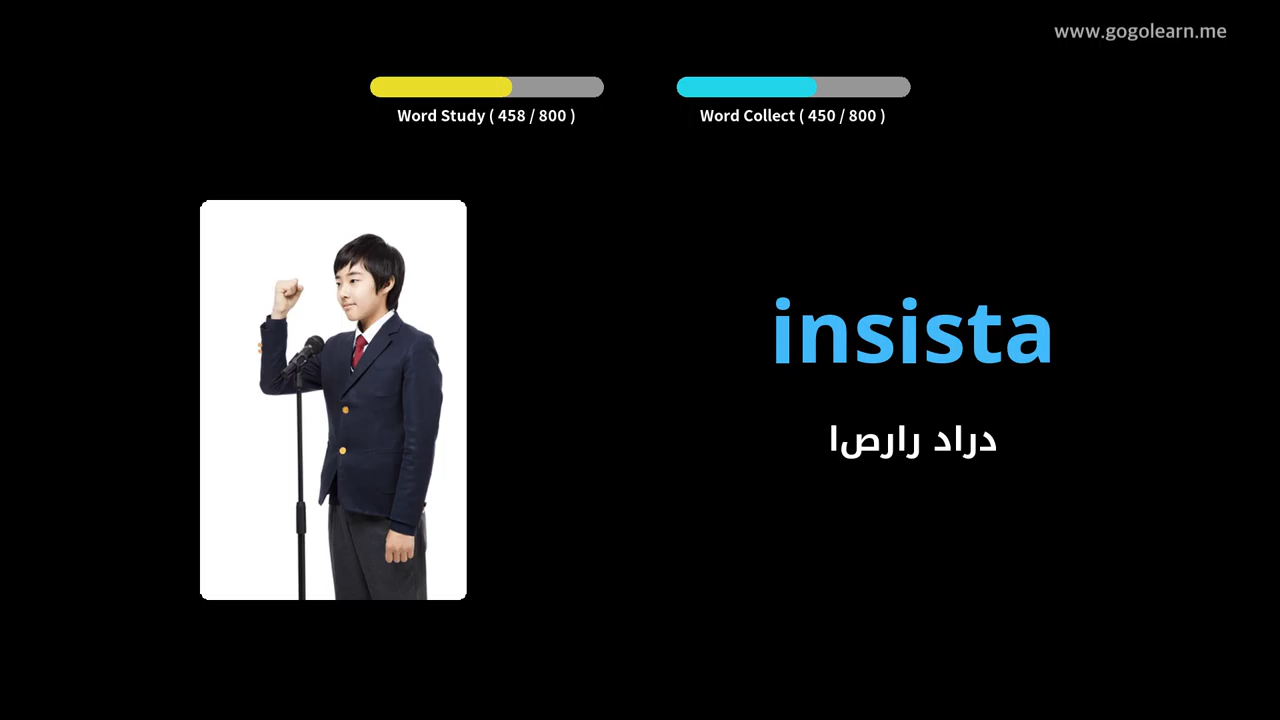 www.gogolearn.me
Word Study ( 458 / 800 )
Word Collect ( 450 / 800 )
insista
دراد رارصا